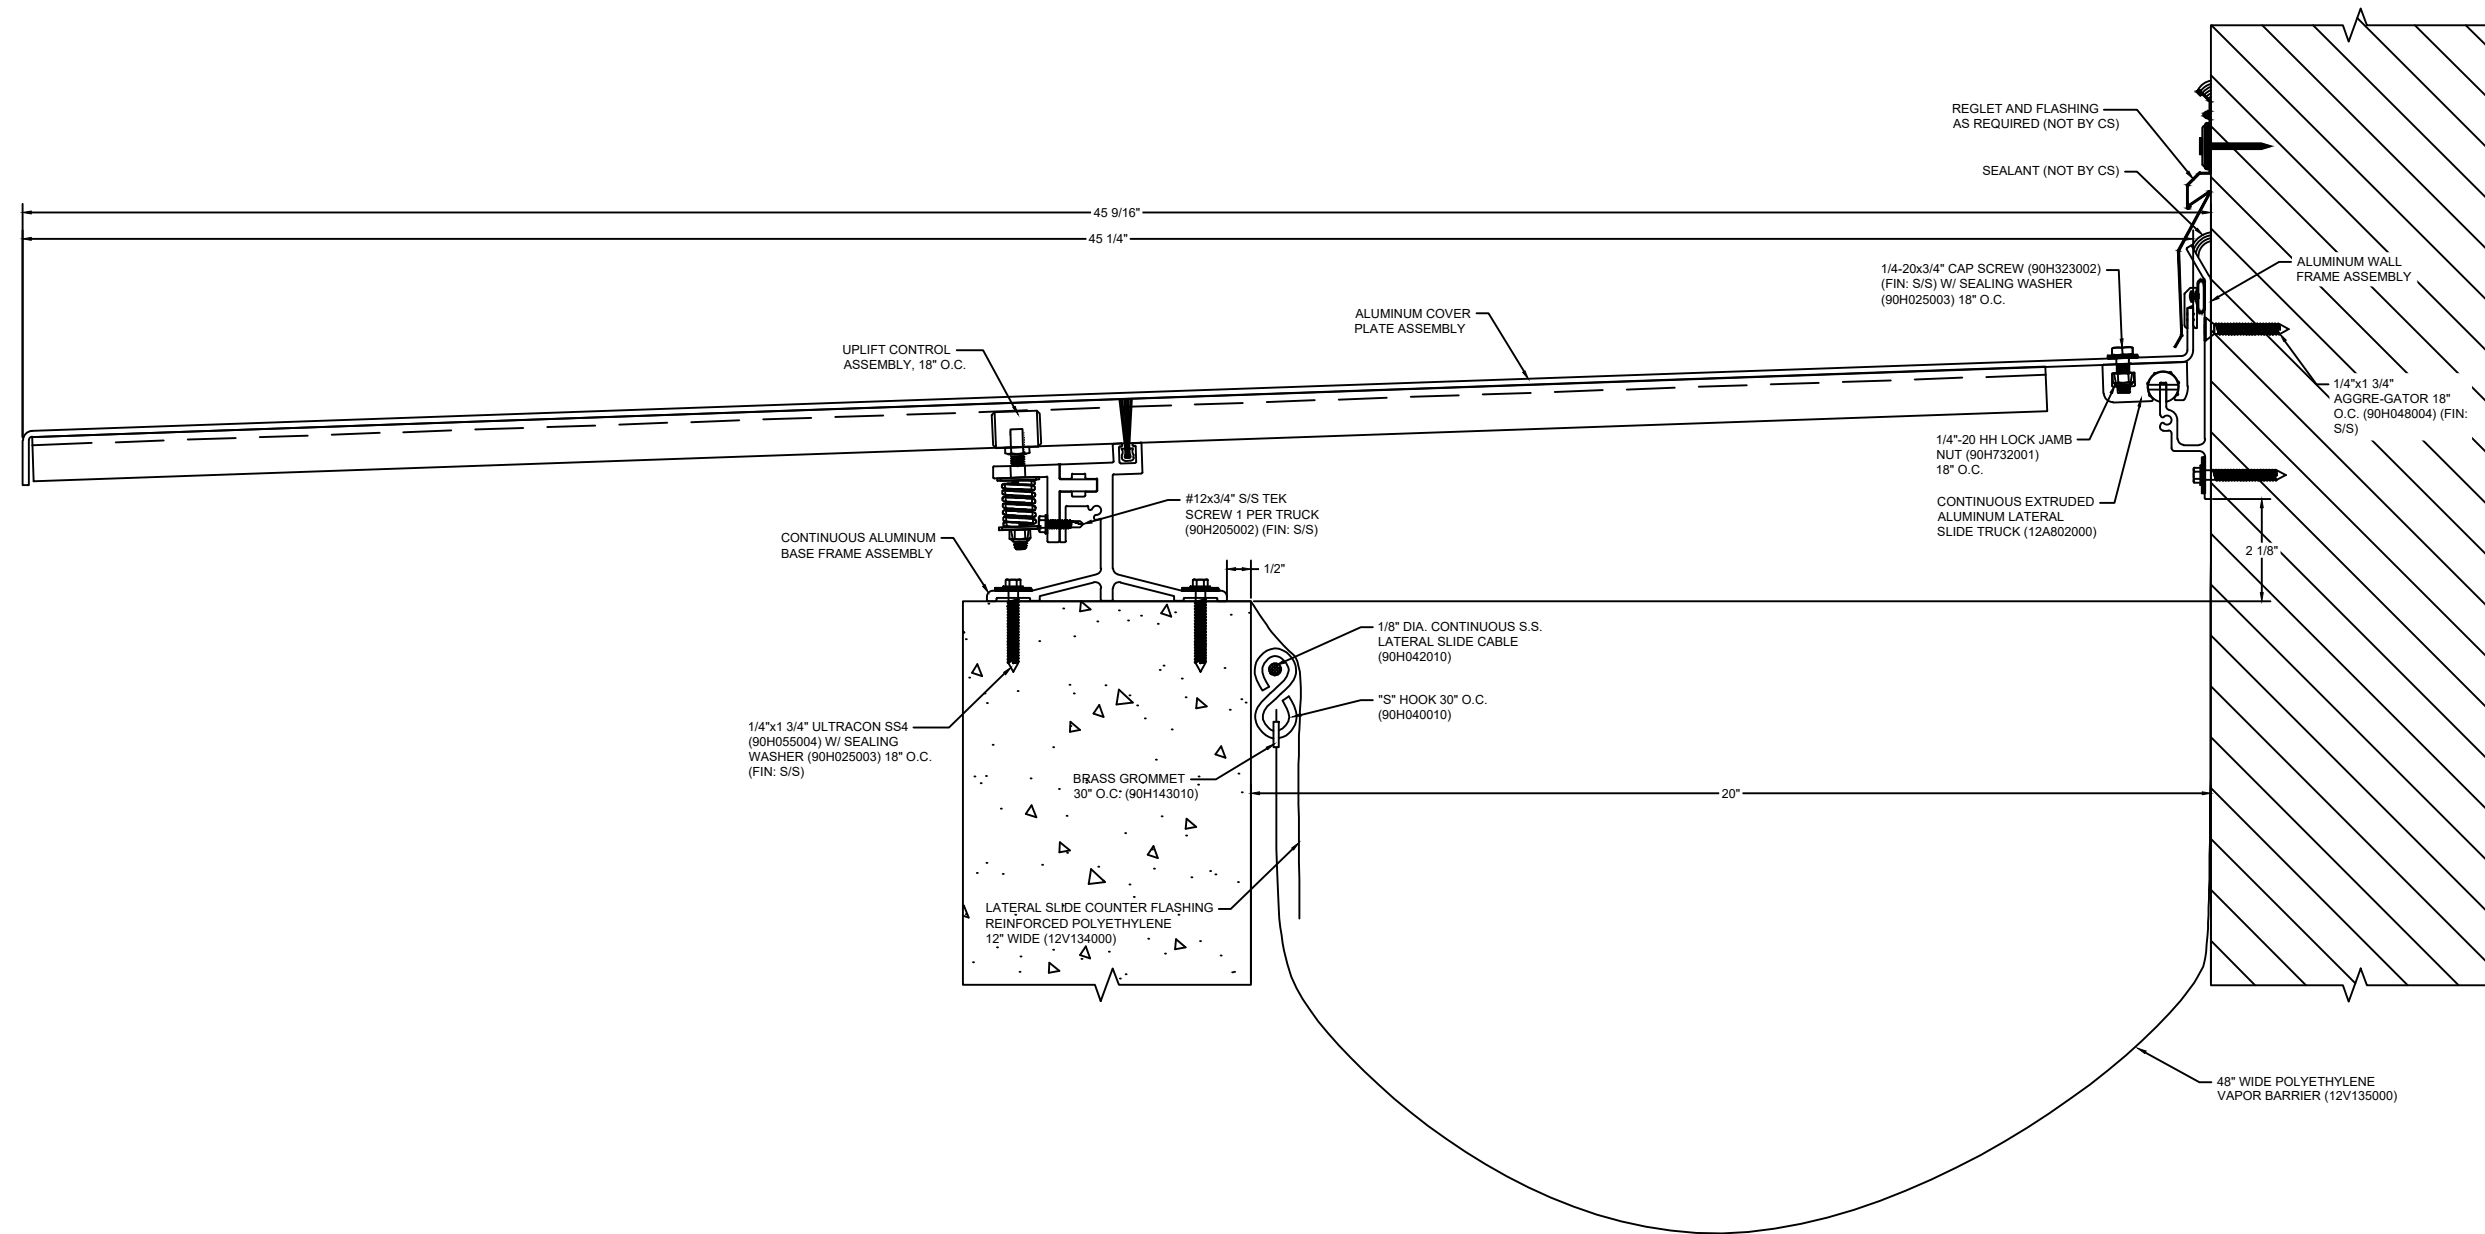 REGLET AND FLASHING
AS REQUIRED (NOT BY CS)
SEALANT (NOT BY CS)
45 9/16"
45 1/4"
1/4-20x3/4" CAP SCREW (90H323002)
(FIN: S/S) W/ SEALING WASHER
(90H025003) 18" O.C.
ALUMINUM WALL
FRAME ASSEMBLY
ALUMINUM COVER
PLATE ASSEMBLY
UPLIFT CONTROL
ASSEMBLY, 18" O.C.
1/4"x1 3/4"
AGGRE-GATOR 18"
O.C. (90H048004) (FIN:
S/S)
1/4"-20 HH LOCK JAMB
NUT (90H732001)
18" O.C.
#12x3/4" S/S TEK
SCREW 1 PER TRUCK
(90H205002) (FIN: S/S)
CONTINUOUS EXTRUDED
ALUMINUM LATERAL
SLIDE TRUCK (12A802000)
CONTINUOUS ALUMINUM
BASE FRAME ASSEMBLY
2 1/8"
1/2"
1/8" DIA. CONTINUOUS S.S.
LATERAL SLIDE CABLE
(90H042010)
"S" HOOK 30" O.C.
(90H040010)
1/4"x1 3/4" ULTRACON SS4
(90H055004) W/ SEALING
WASHER (90H025003) 18" O.C.
(FIN: S/S)
BRASS GROMMET
30" O.C. (90H143010)
20"
LATERAL SLIDE COUNTER FLASHING
REINFORCED POLYETHYLENE
12" WIDE (12V134000)
48" WIDE POLYETHYLENE
VAPOR BARRIER (12V135000)